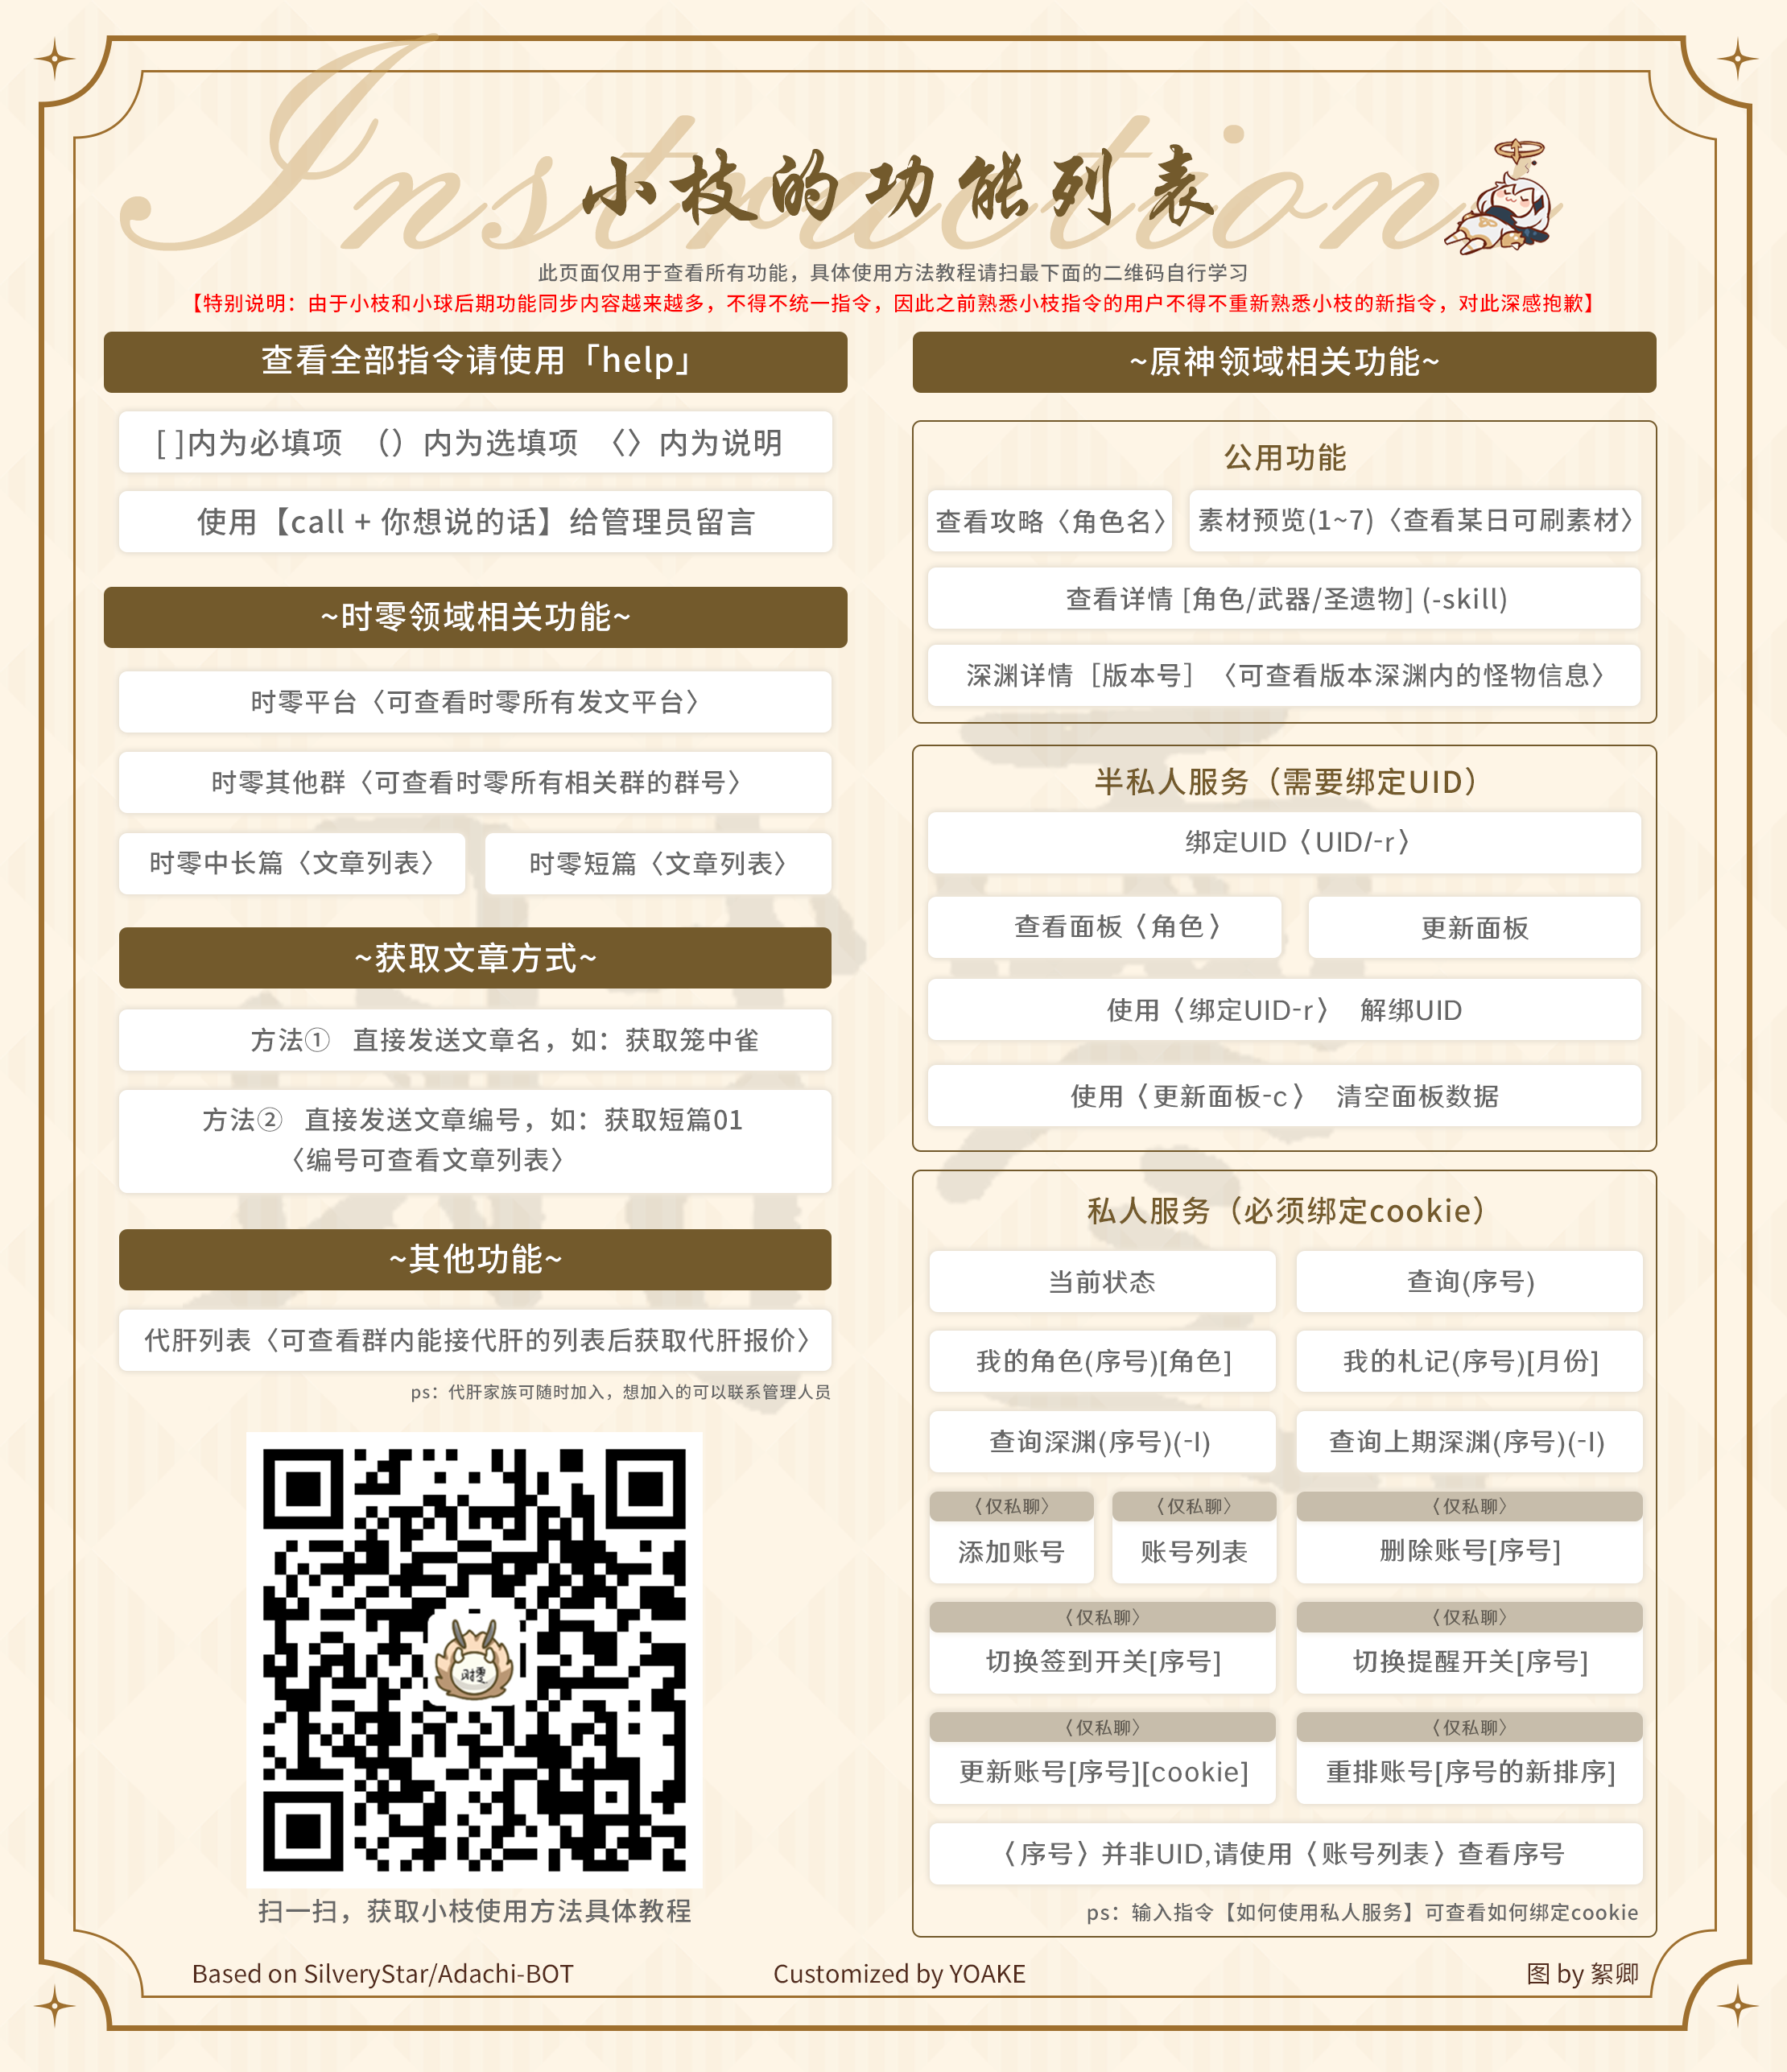 Instruction
小枝的功能列表
此页面仅用于查看所有功能，具体使用方法教程请扫最下面的二维码自行学习
【特别说明：由于小枝和小球后期功能同步内容越来越多，不得不统一指令，因此之前熟悉小枝指令的用户不得不重新熟悉小枝的新指令，对此深感抱歉】
查看全部指令请使用「help」
[ ]内为必填项 （）内为选填项 〈〉内为说明
使用【call + 你想说的话】给管理员留言
~时零领域相关功能~
时零平台〈可查看时零所有发文平台〉
时零其他群〈可查看时零所有相关群的群号〉
时零中长篇〈文章列表〉
时零短篇〈文章列表〉
~获取文章方式~
方法① 直接发送文章名，如：获取笼中雀
方法② 直接发送文章编号，如：获取短篇01
〈编号可查看文章列表〉
~其他功能~
代肝列表〈可查看群内能接代肝的列表后获取代肝报价〉
ps：代肝家族可随时加入，想加入的可以联系管理人员
时零
扫一扫，获取小枝使用方法具体教程
~原神领域相关功能~
公用功能
查看攻略〈角色名〉
素材预览(1~7)〈查看某日可刷素材〉
查看详情 [角色/武器/圣遗物] (-skill)
深渊详情［版本号］〈可查看版本深渊内的怪物信息〉
半私人服务（需要绑定UID）
绑定UID〈UID/-r〉
查看面板〈角色〉
更新面板
使用〈绑定UID-r〉 解绑UID
使用〈更新面板-c〉 清空面板数据
私人服务（必须绑定cookie）
当前状态
查询(序号)
我的角色(序号)[角色]
我的札记(序号)[月份]
查询深渊(序号)(-l)
查询上期深渊(序号)(-l)
〈仅私聊〉
添加账号
〈仅私聊〉
账号列表
〈仅私聊〉
删除账号[序号]
〈仅私聊〉
切换签到开关[序号]
〈仅私聊〉
切换提醒开关[序号]
〈仅私聊〉
更新账号[序号][cookie]
〈仅私聊〉
重排账号[序号的新排序]
〈序号〉并非UID,请使用〈账号列表〉查看序号
ps：输入指令【如何使用私人服务】可查看如何绑定cookie
Based on SilveryStar/Adachi-BOT
Customized by YOAKE
图 by 絮卿